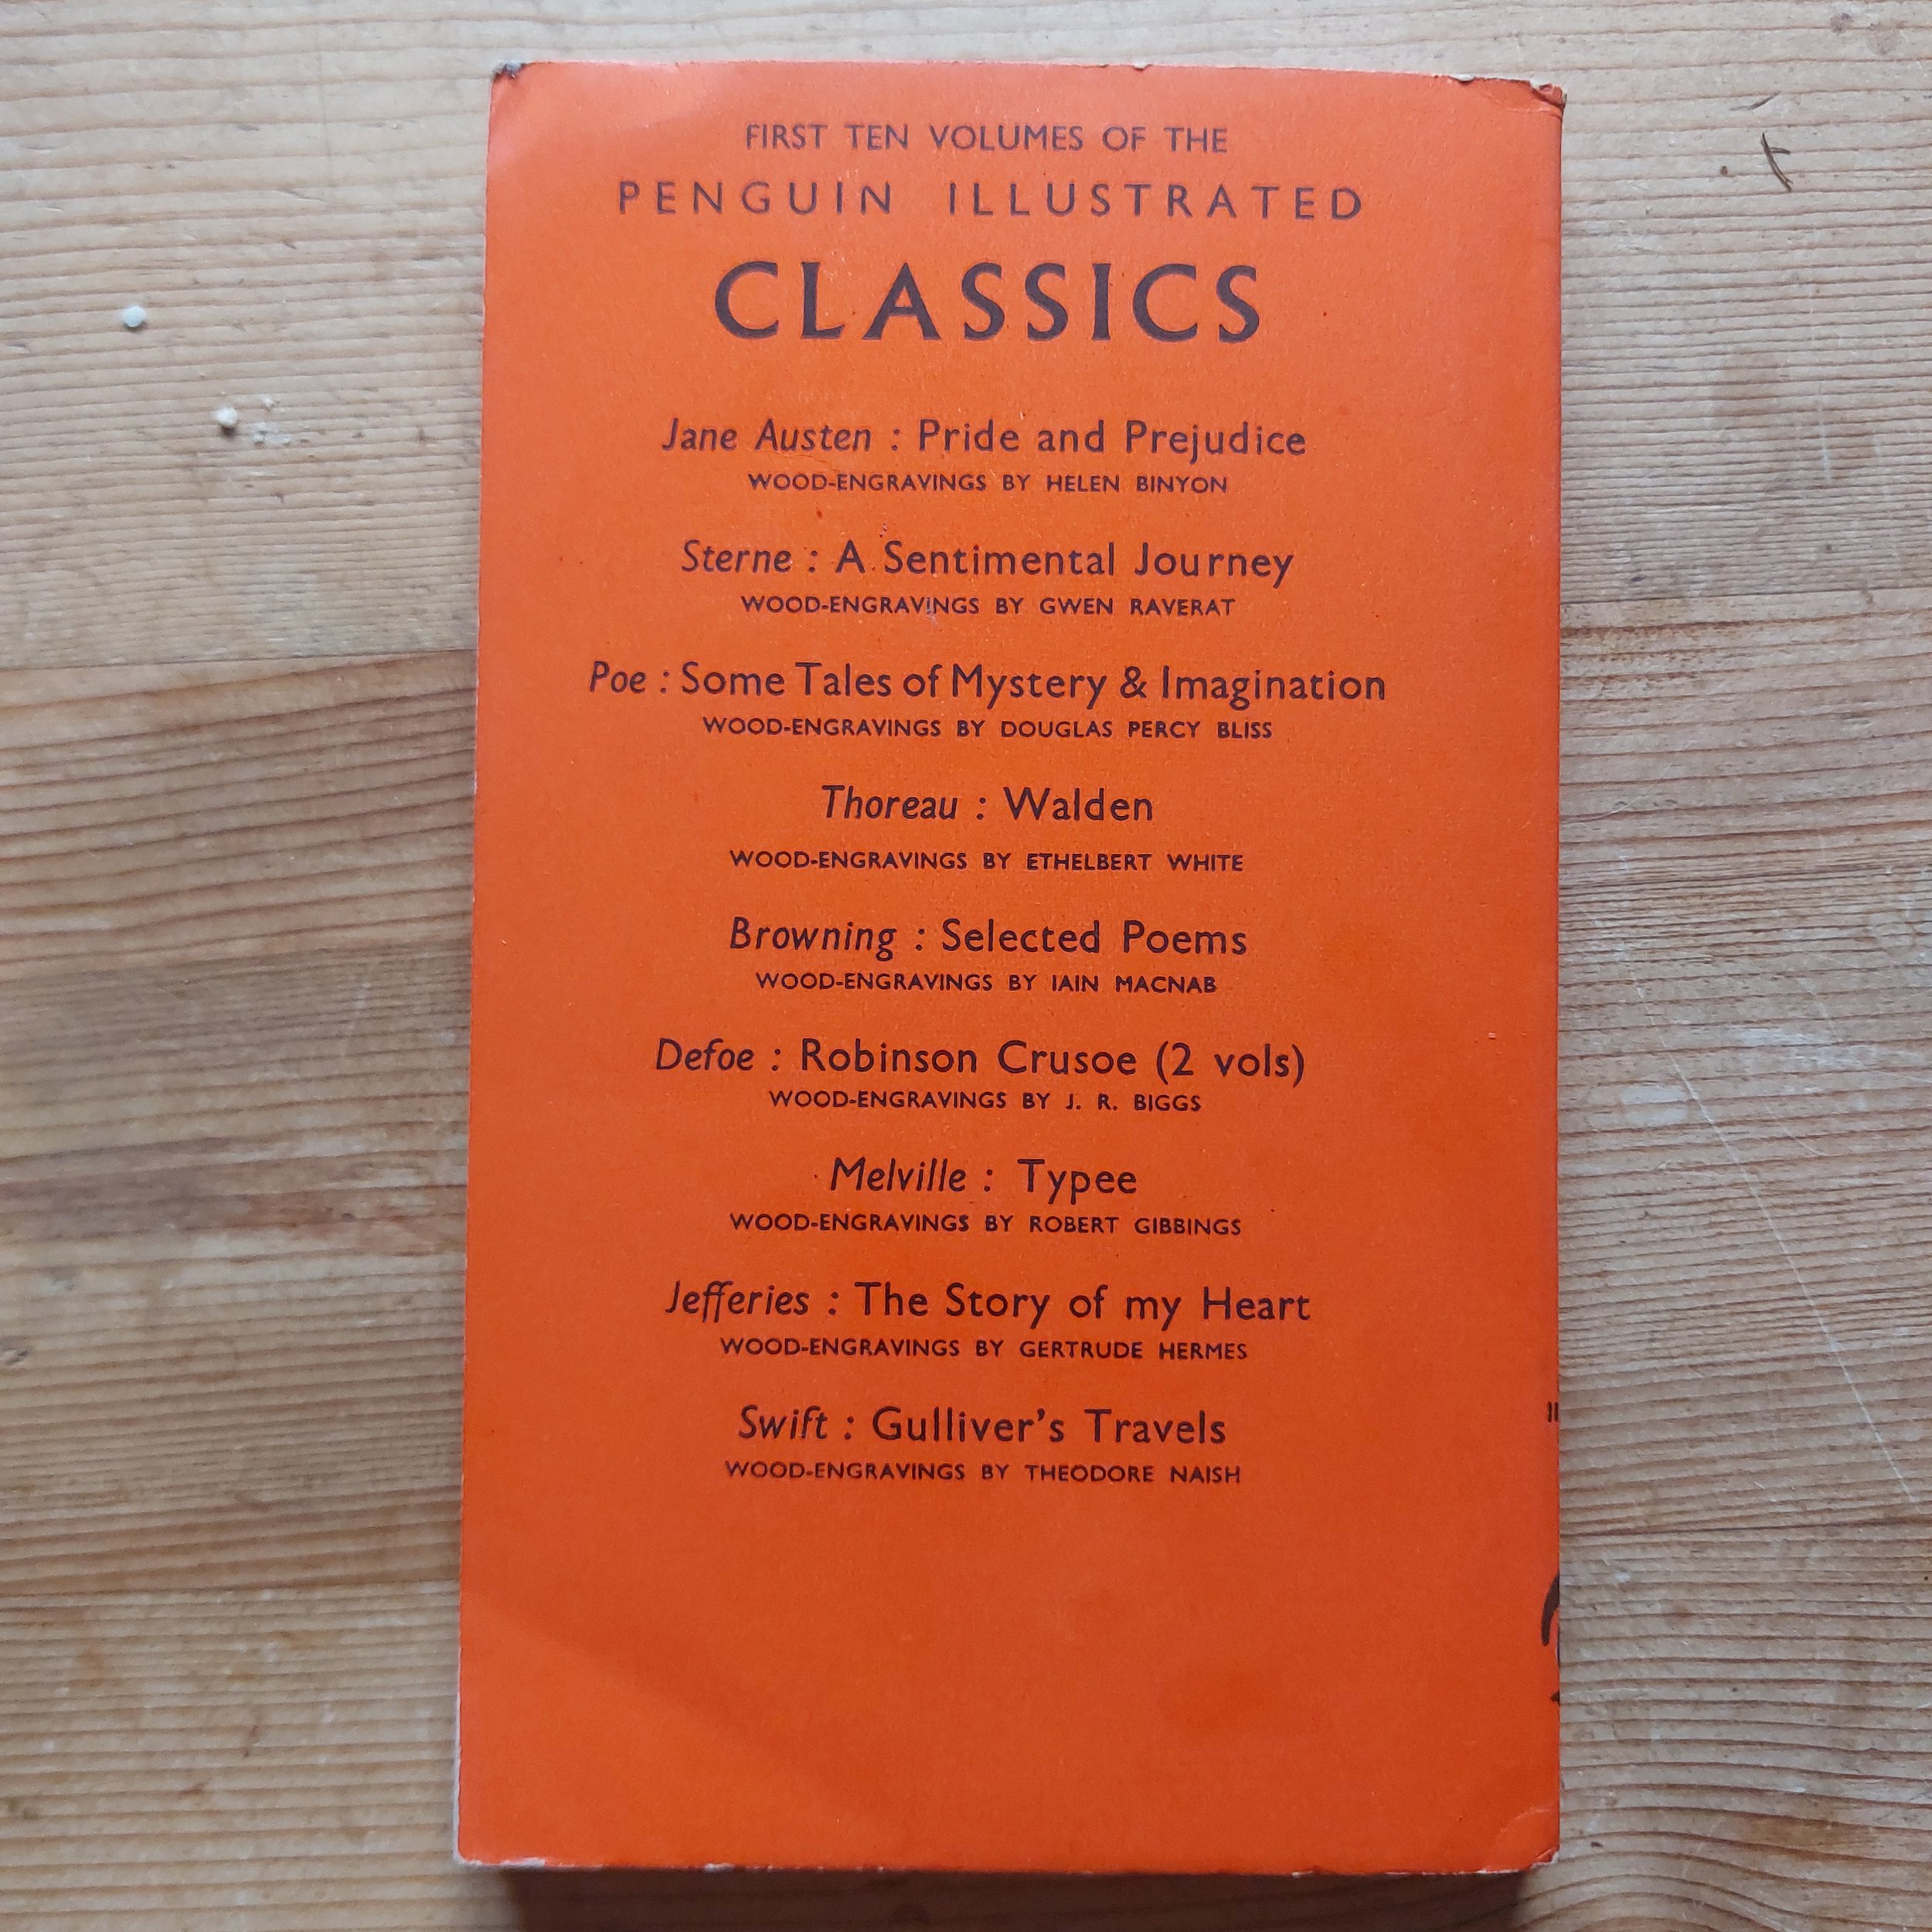 FIRST TEN VOLUMES OF THE
PENGUIN ILLUSTRATED
CLASSICS
Jane Austen : Pride and Prejudice
WOOD-ENGRAVINGS BY HELEN BINYON
Sterne : A Sentimental Journey
WOOD-ENGRAVINGS BY GWEN RAVERAT
Poe : Some Tales of Mystery & Imagination
WOOD-ENGRAVINGS BY DOUGLAS PERCY BLISS
Thoreau : Walden
WOOD-ENGRAVINGS BY ETHELBERT WHITE
Browning : Selected Poems
WOOD-ENGRAVINGS BY IAIN MACNAB
Defoe : Robinson Crusoe (2 vols)
WOOD-ENGRAVINGS BY J. R. BIGGS
Melville : Typee
WOOD-ENGRAVINGS BY ROBERT GIBBINGS
Jefferies : The Story of my Heart
WOOD-ENGRAVINGS BY GERTRUDE HERMES
Swift : Gulliver's Travels
WOOD-ENGRAVINGS BY THEODORE NAISH